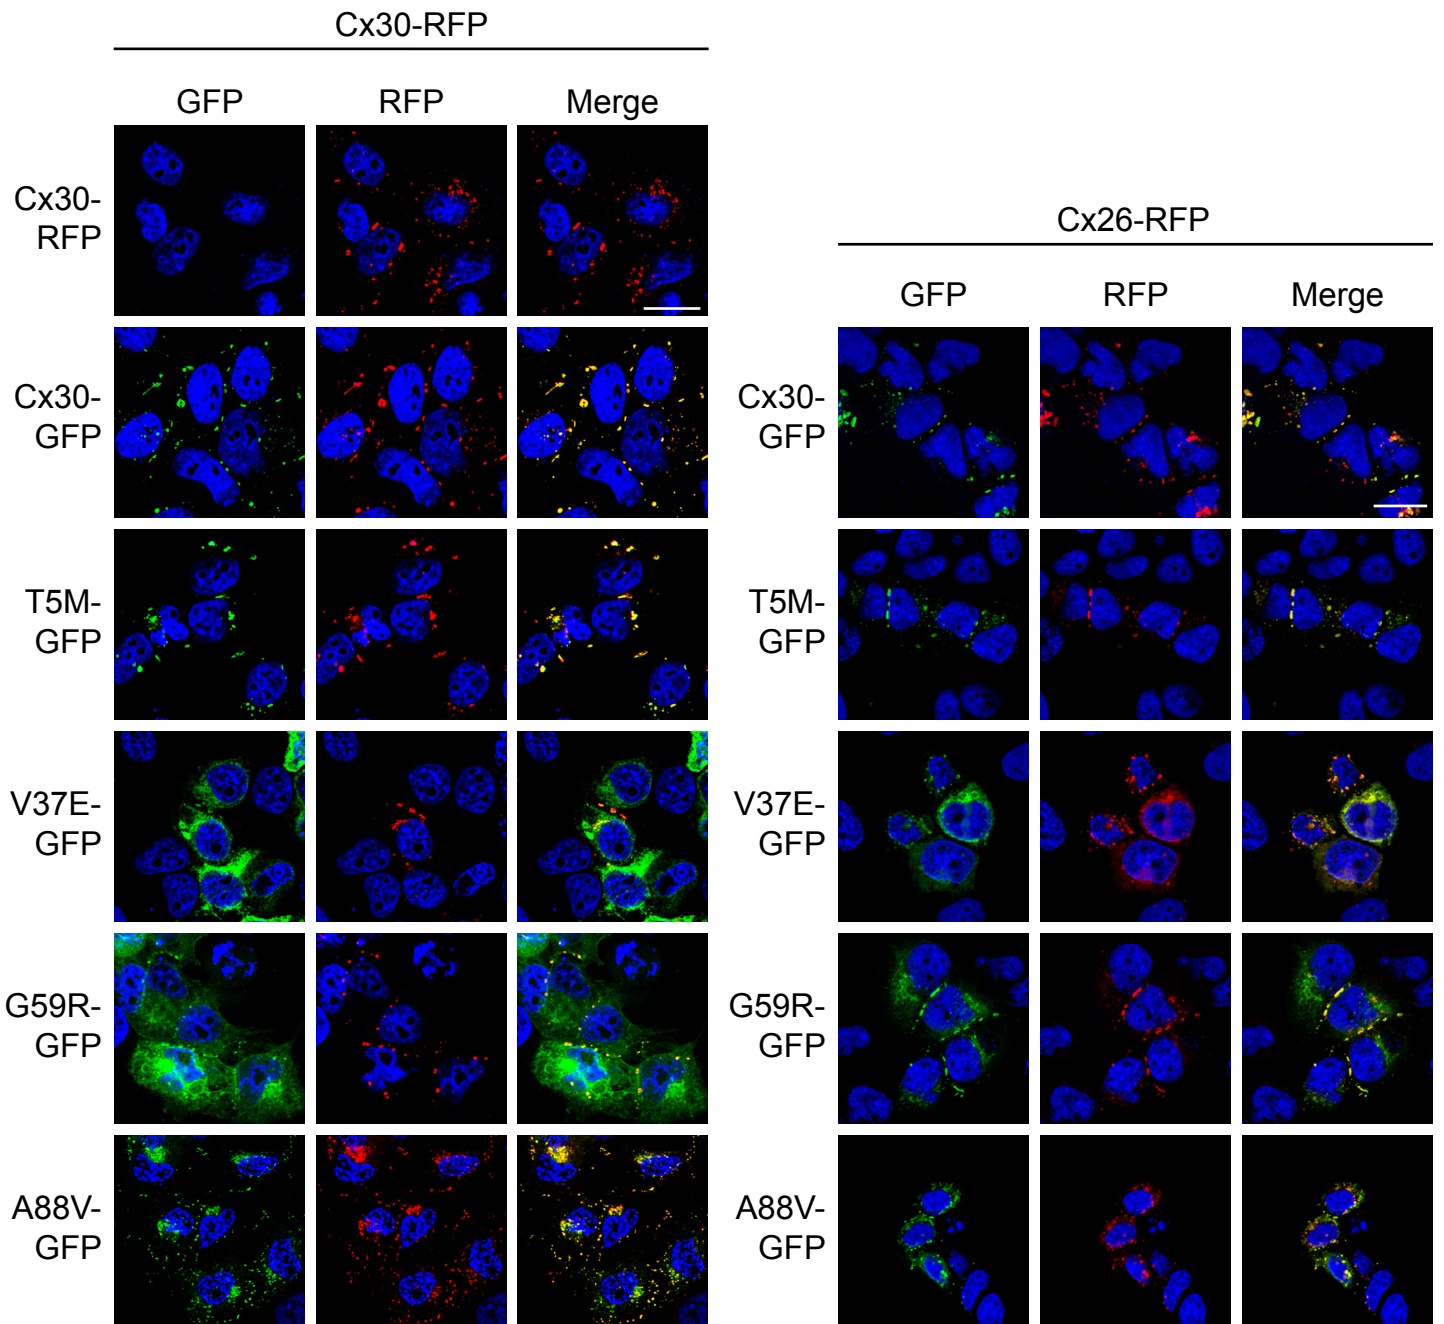 Cx30-RFP
GFP RFP Merge
Cx30-
RFP
Cx30-
GFP
T5M-
GFP
V37E-
GFP
G59R-
GFP
A88V-
GFP
Cx26-RFP
GFP RFP Merge
Cx30-
GFP
T5M-
GFP
V37E-
GFP
G59R-
GFP
A88V-
GFP